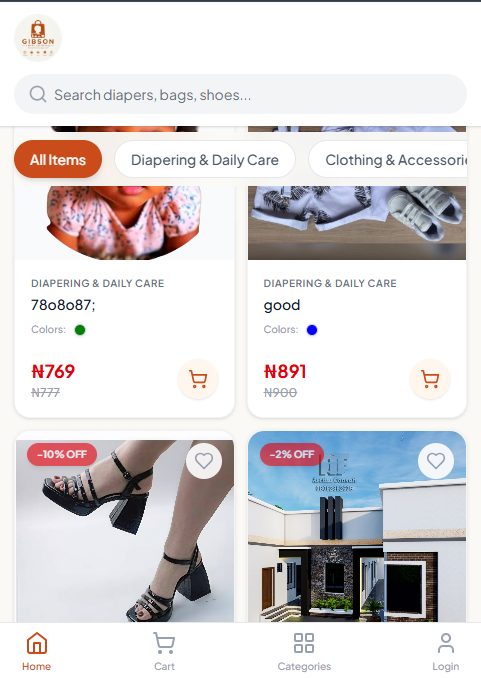 GIBSON
Search diapers, bags, shoes...
All Items
Diapering & Daily Care
Clothing & Accessorie
DIAPERING & DAILY CARE
78o8o87;
Colors:
₦769
₦777
DIAPERING & DAILY CARE
good
Colors:
₦891
₦900
-10% OFF
-2% OFF
Home
Cart
Categories
Login